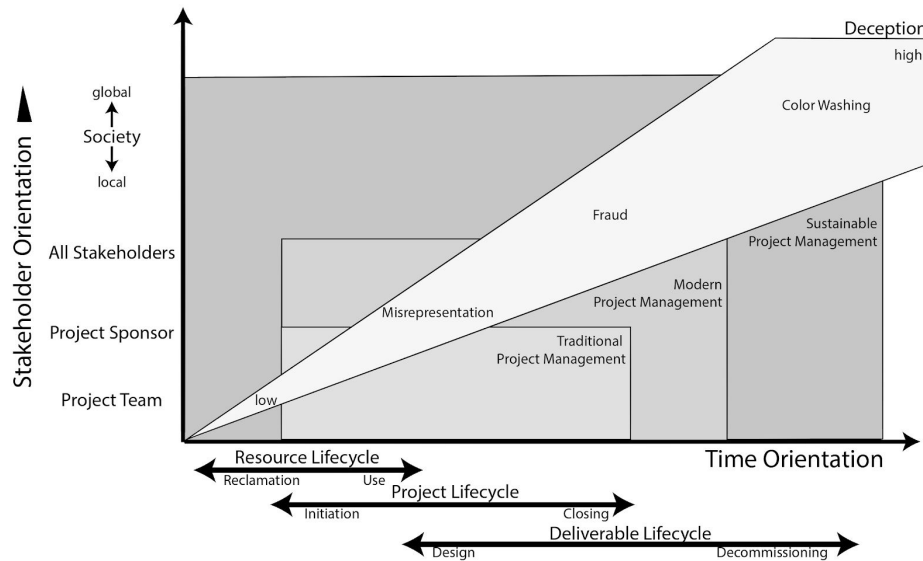 Deception
high
global
Society
local
Color Washing
Stakeholder Orientation
Fraud
Sustainable
Project Management
All Stakeholders
Modern
Project Management
Misrepresentation
Project Sponsor
Traditional
Project Management
Project Team
low
Resource Lifecycle
Time Orientation
Reclamation
Use
Project Lifecycle
Initiation
Closing
Deliverable Lifecycle
Design
Decommissioning